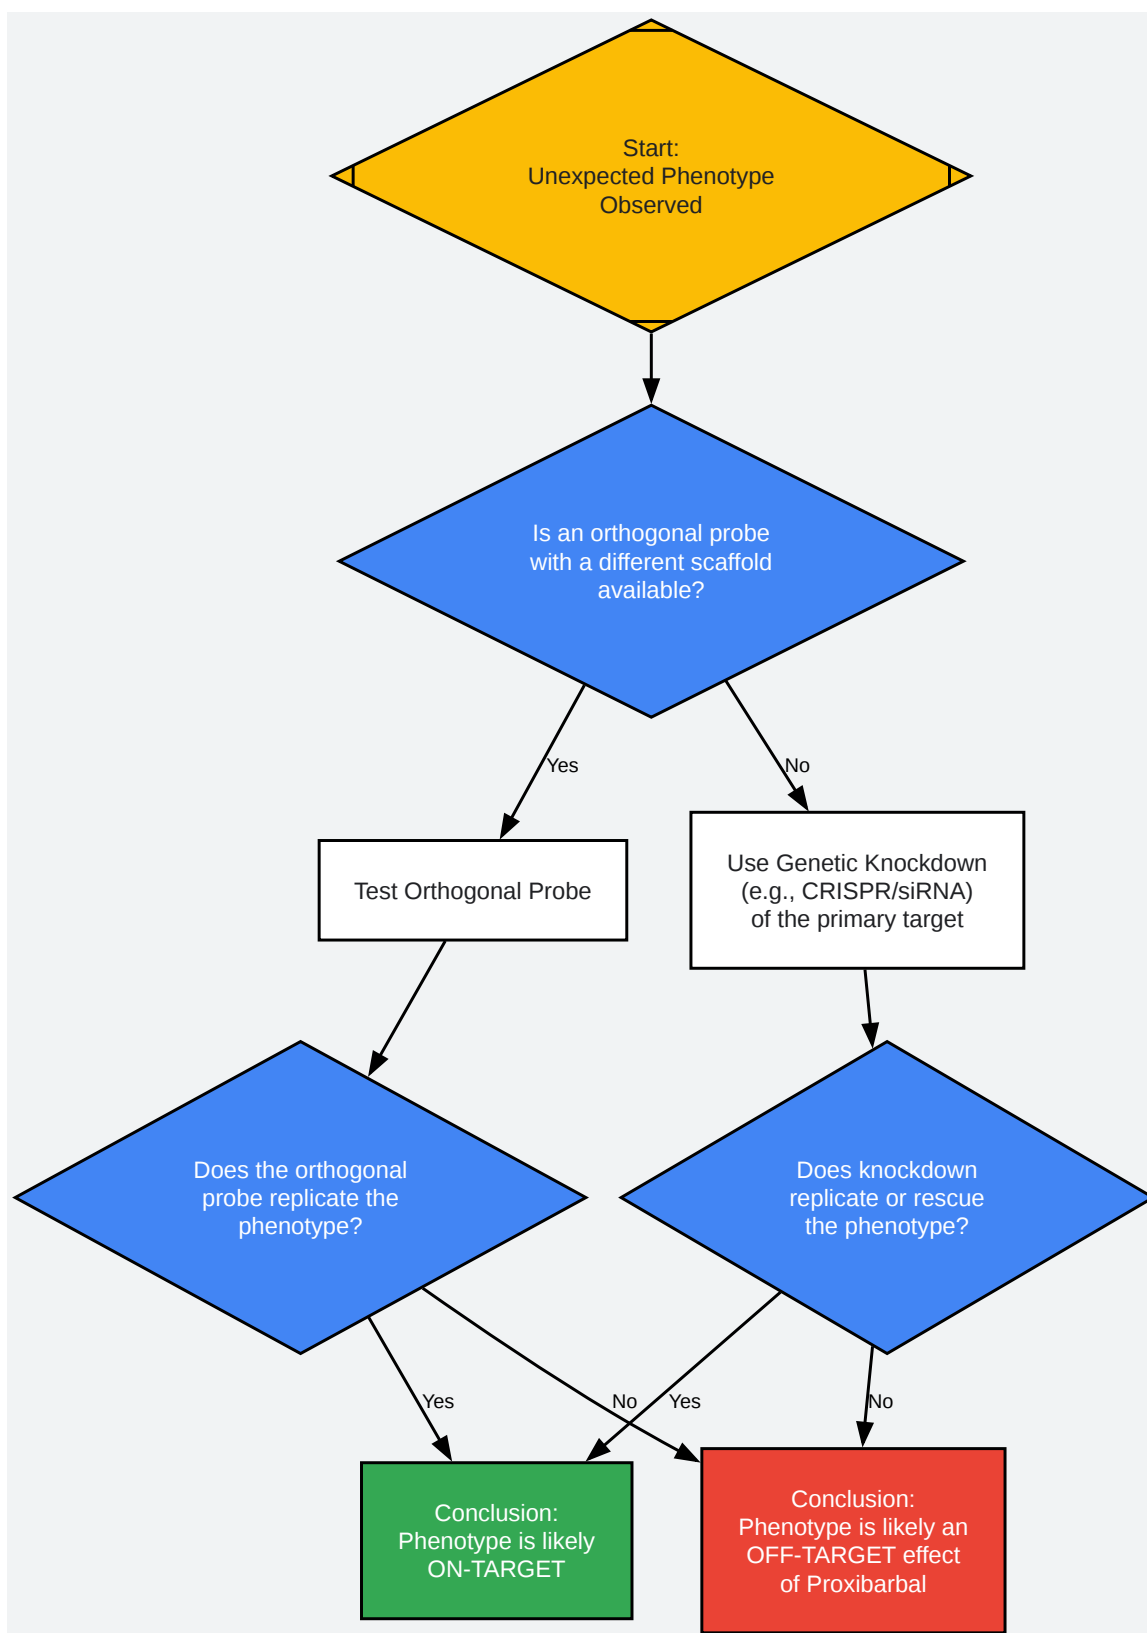 Start:
Unexpected Phenotype
Observed
Is an orthogonal probe
with a different scaffold
available?
Yes
No
Test Orthogonal Probe
Use Genetic Knockdown
(e.g., CRISPR/siRNA)
of the primary target
Does the orthogonal
probe replicate the
phenotype?
Does knockdown
replicate or rescue
the phenotype?
Yes
No
Yes
No
Conclusion:
Phenotype is likely
ON-TARGET
Conclusion:
Phenotype is likely an
OFF-TARGET effect
of Proxibarbal